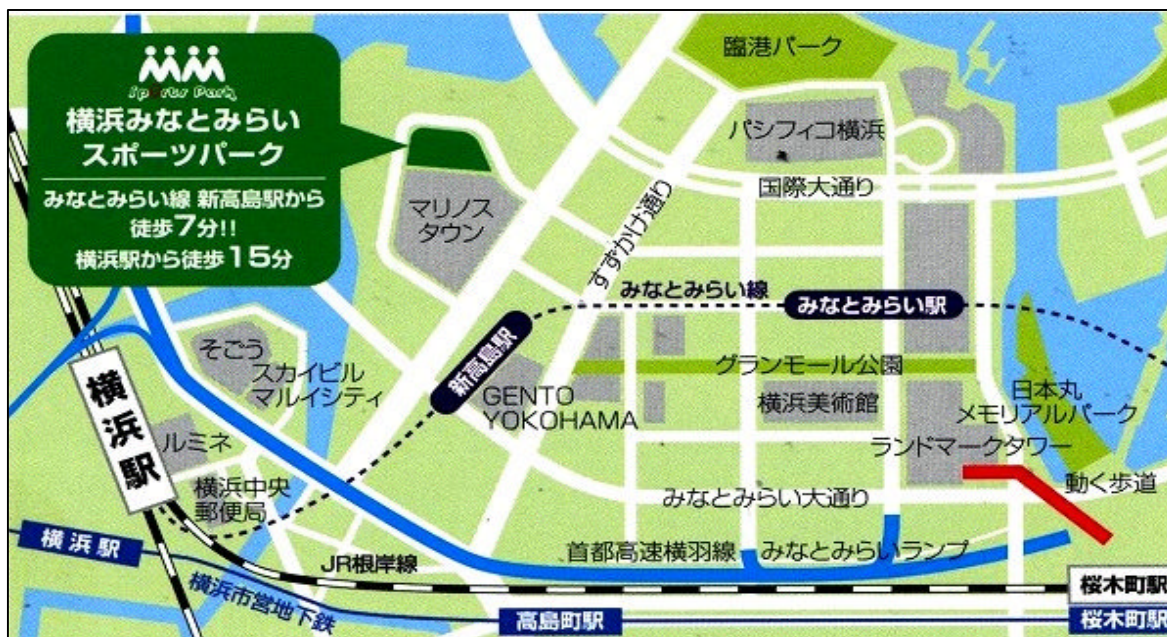 Sports Park
横浜みなとみらい
スポーツパーク
みなとみらい線 新高島駅から
徒歩7分!!
横浜駅から徒歩15分
臨港パーク
パシフィコ横浜
国際大通り
マリノス
タウン
すずかけ通り
みなとみらい線
みなとみらい駅
新高島駅
そごう
スカイビル
マルイシティ
横浜駅
GENTO
YOKOHAMA
グランモール公園
横浜美術館
日本丸
メモリアルパーク
ランドマークタワー
ルミネ
横浜中央
郵便局
みなとみらい大通り
動く歩道
首都高速横羽線
みなとみらいランプ
横浜駅
JR根岸線
横浜市営地下鉄
高島町駅
桜木町駅
桜木町駅